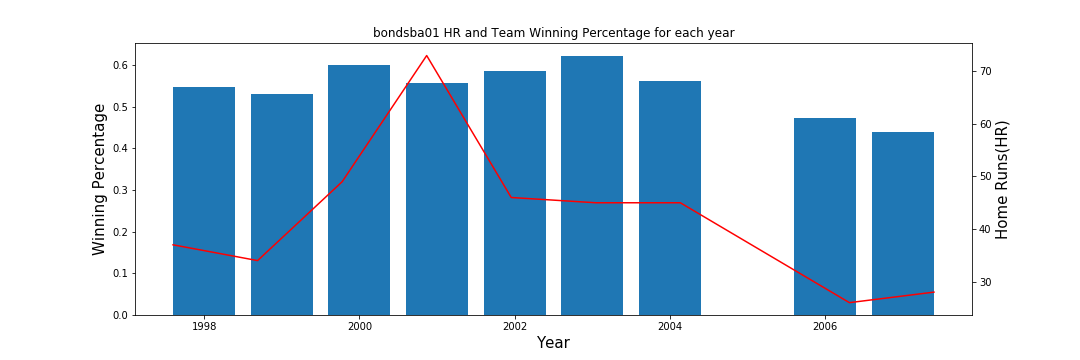 bondsba01 HR and Team Winning Percentage for each year
Winning Percentage
0.6
0.5
0.4
0.3
0.2
0.1
0.0
70
60
50
40
30
Home Runs(HR)
1998 2000 2002 2004 2006
Year